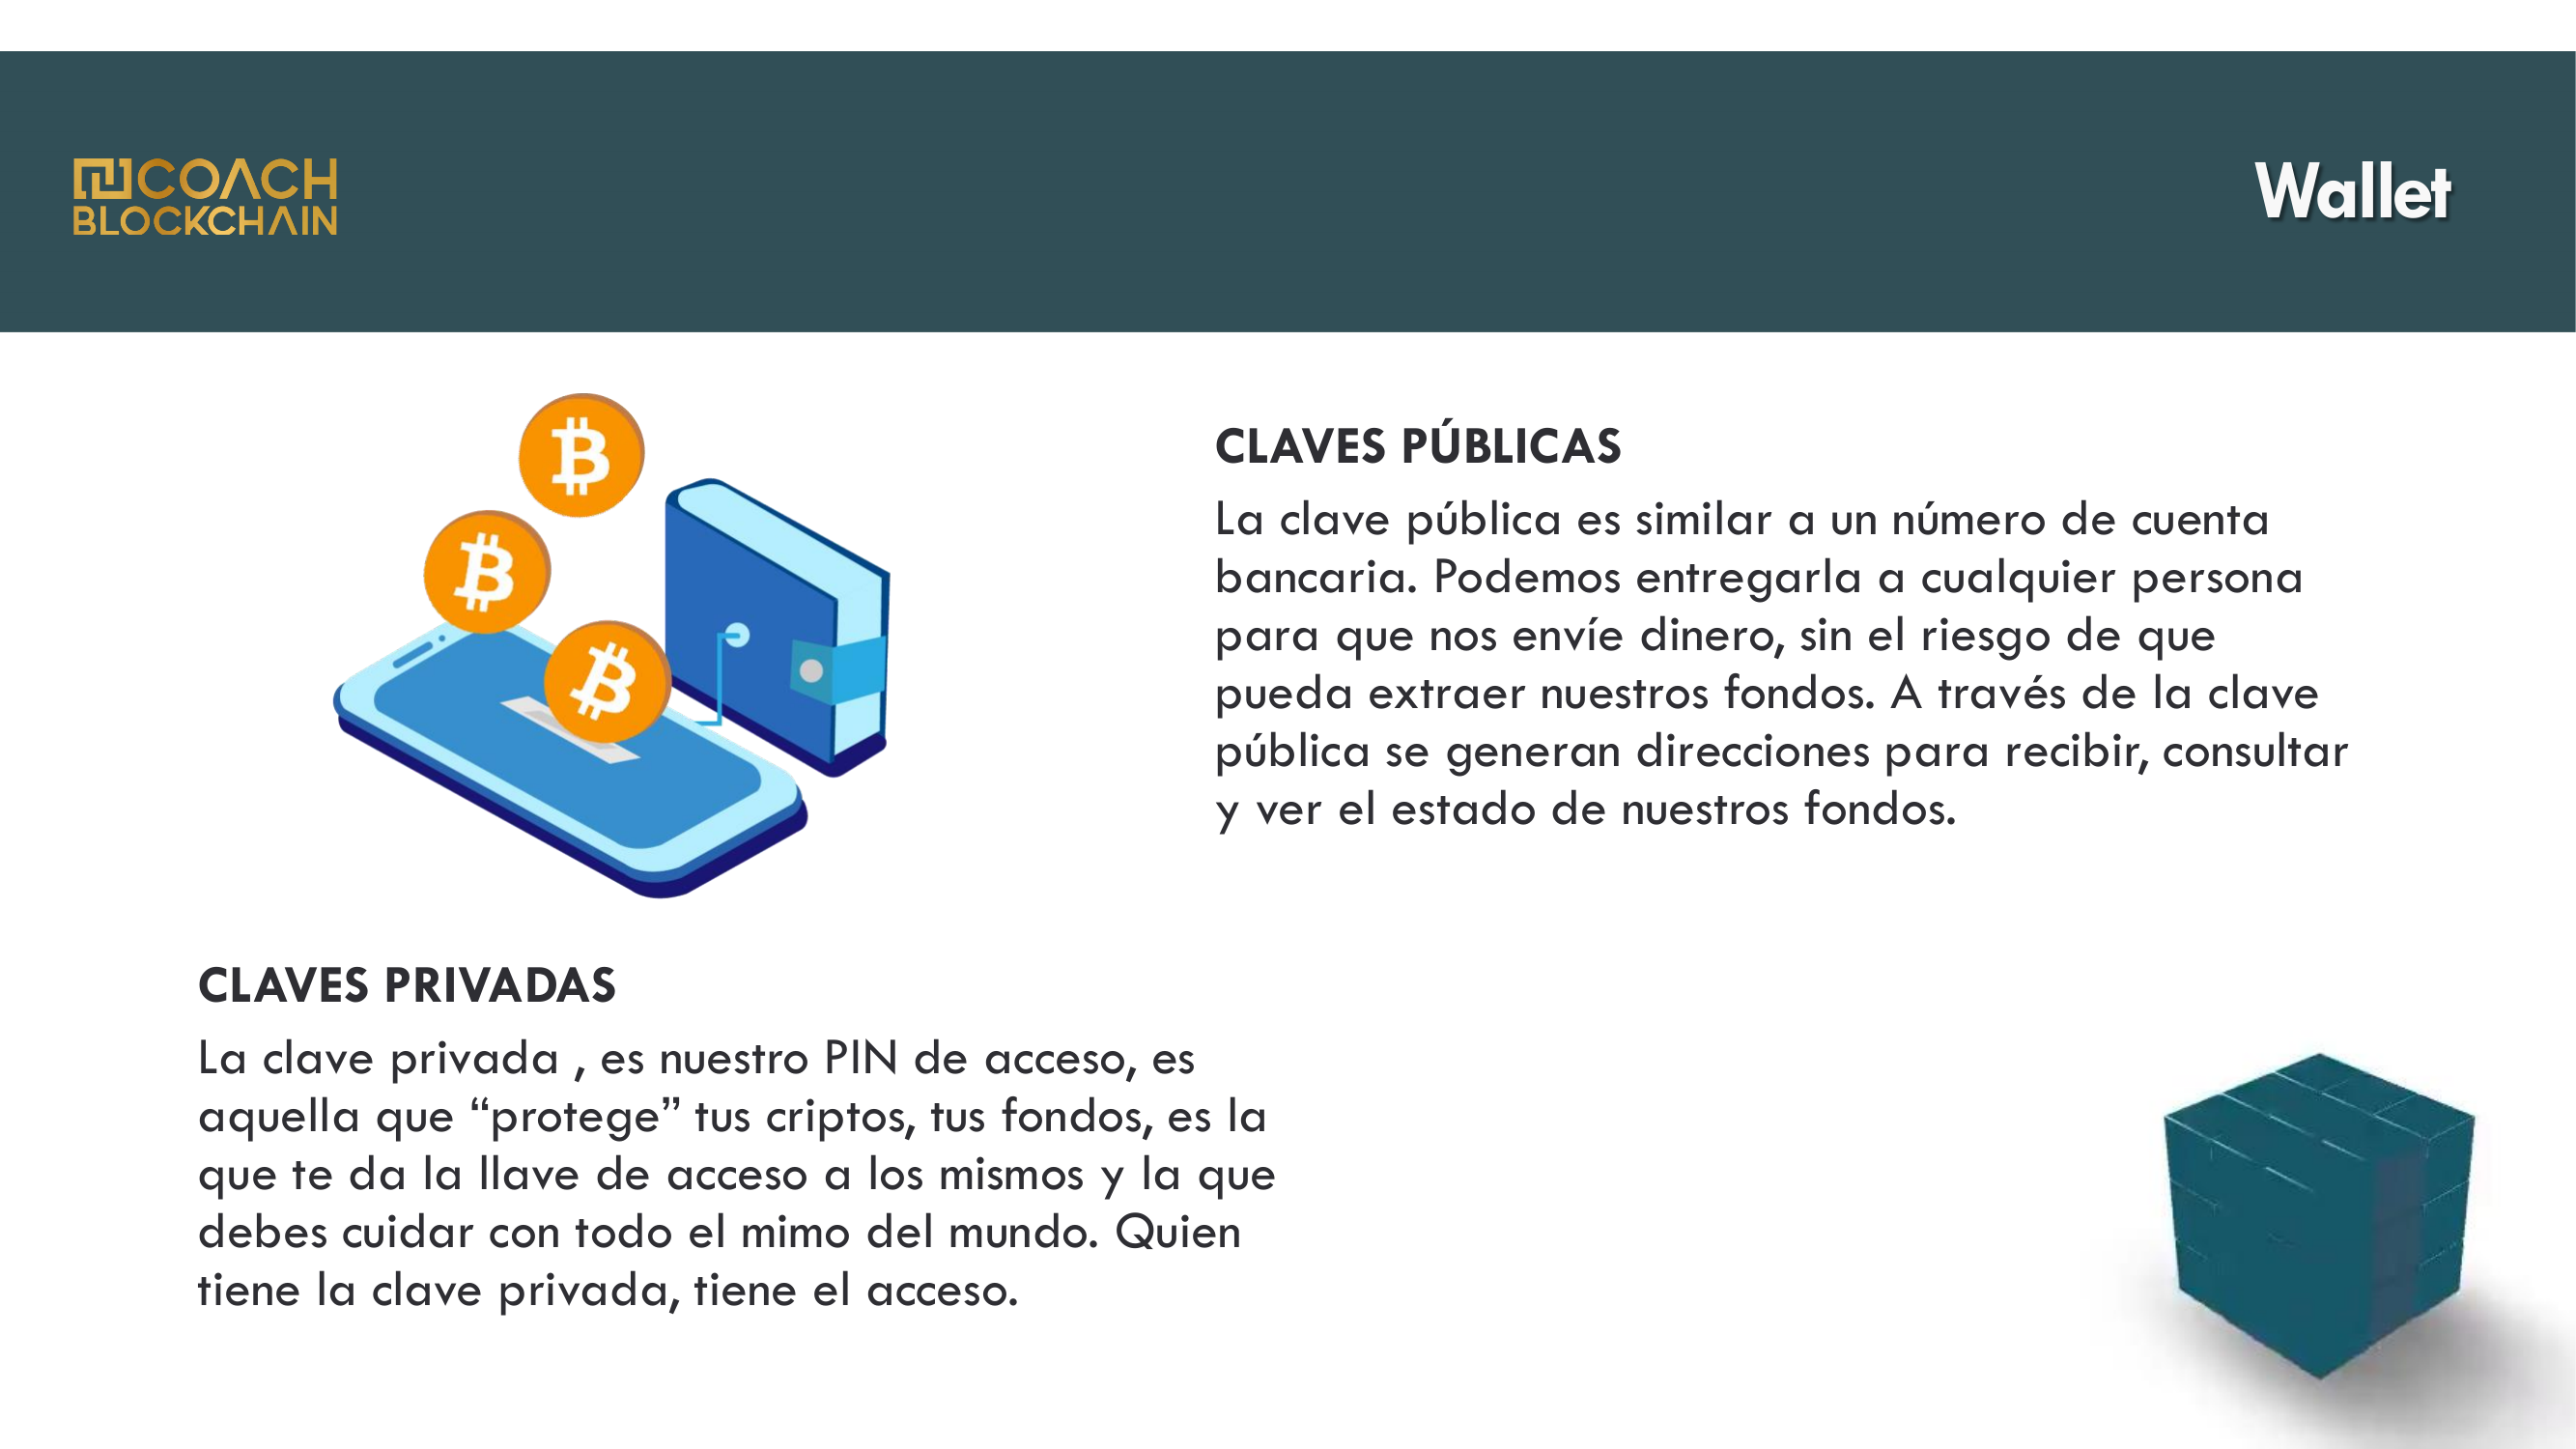 COACH
BLOCKCHAIN
Wallet
CLAVES PÚBLICAS
La clave pública es similar a un número de cuenta
bancaria. Podemos entregarla a cualquier persona
para que nos envíe dinero, sin el riesgo de que
pueda extraer nuestros fondos. A través de la clave
pública se generan direcciones para recibir, consultar
y ver el estado de nuestros fondos.
CLAVES PRIVADAS
La clave privada , es nuestro PIN de acceso, es
aquella que “protege” tus criptos, tus fondos, es la
que te da la llave de acceso a los mismos y la que
debes cuidar con todo el mimo del mundo. Quien
tiene la clave privada, tiene el acceso.